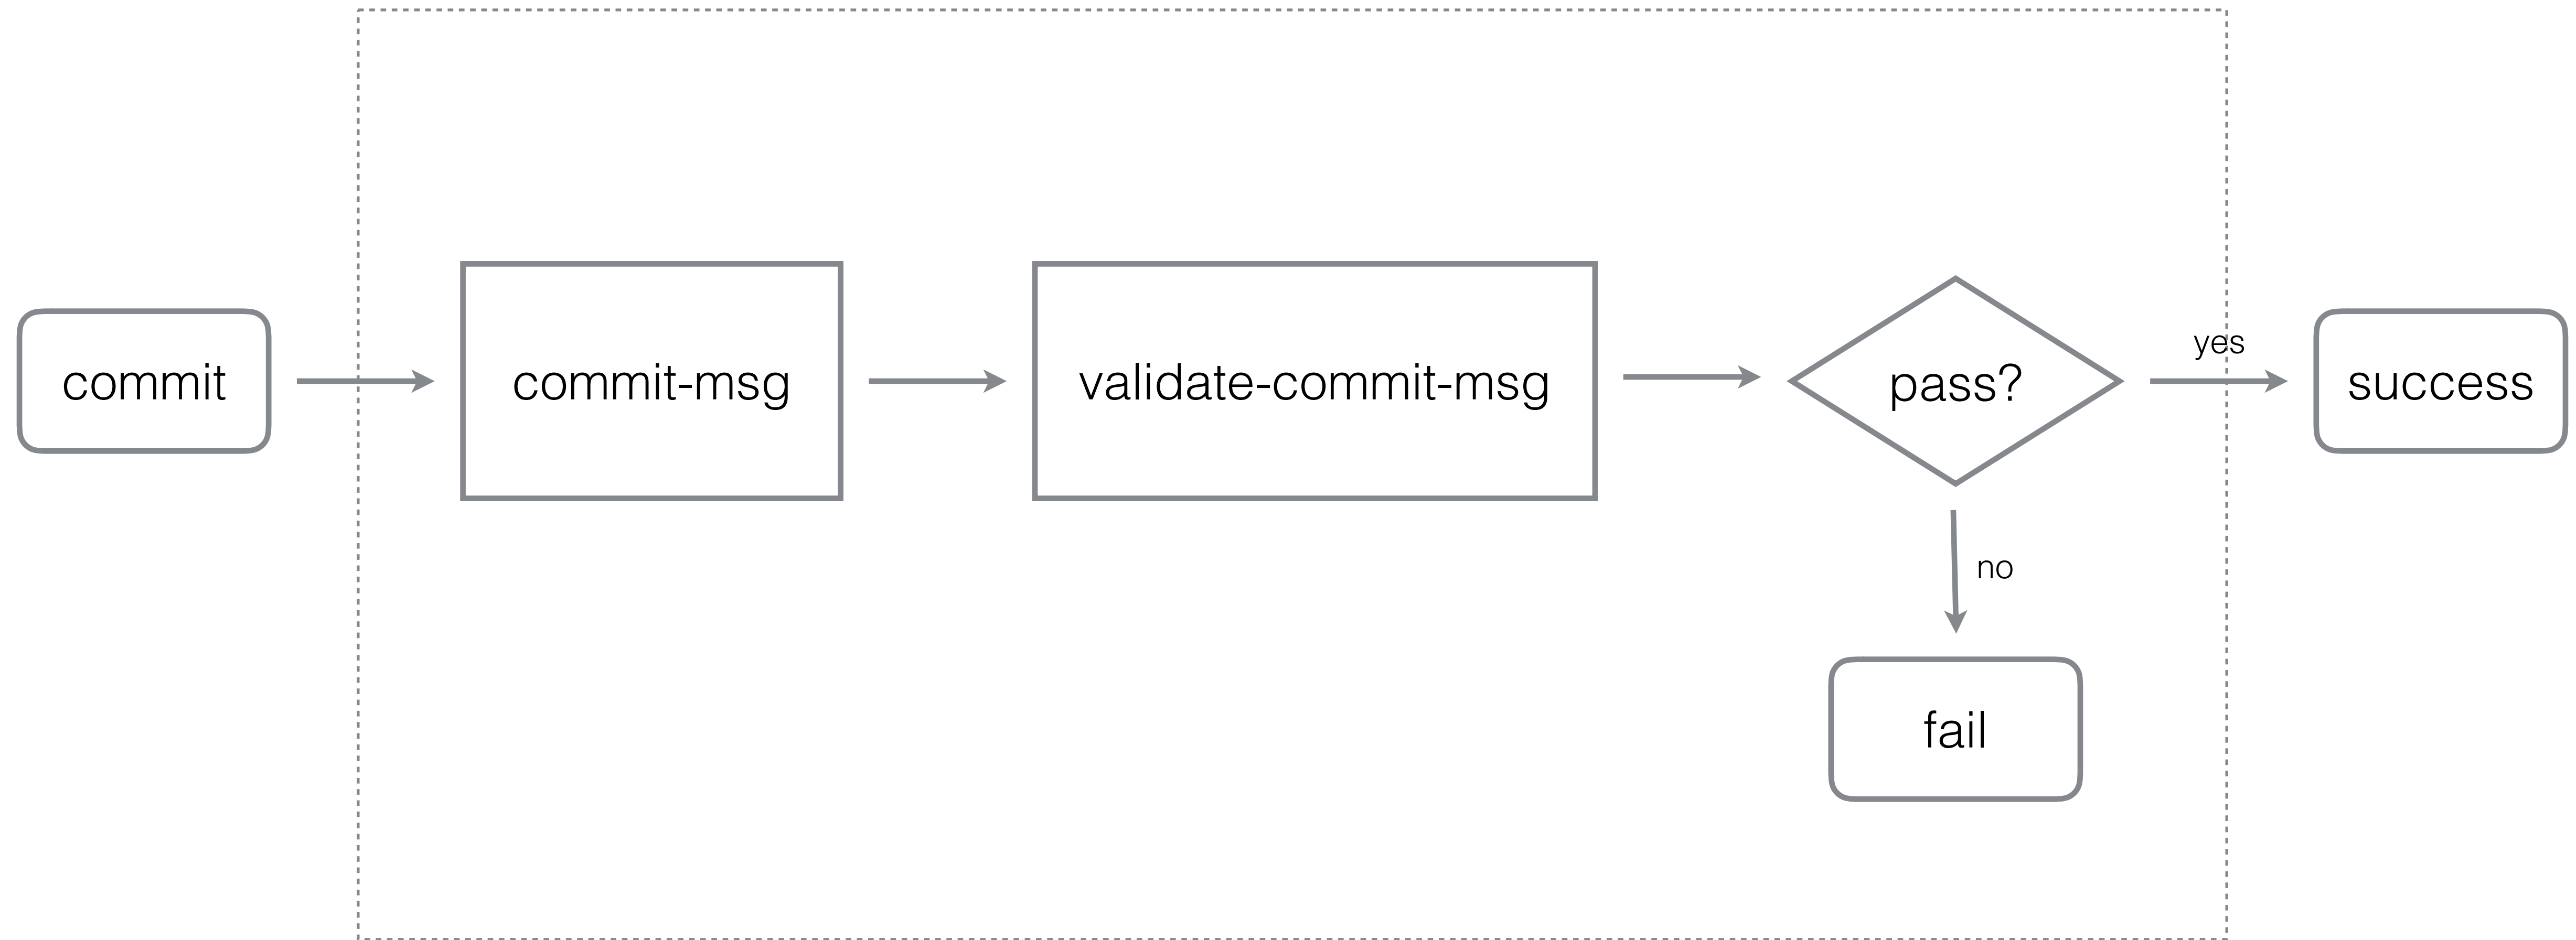 commit
commit-msg
validate-commit-msg
pass?
yes
success
no
fail